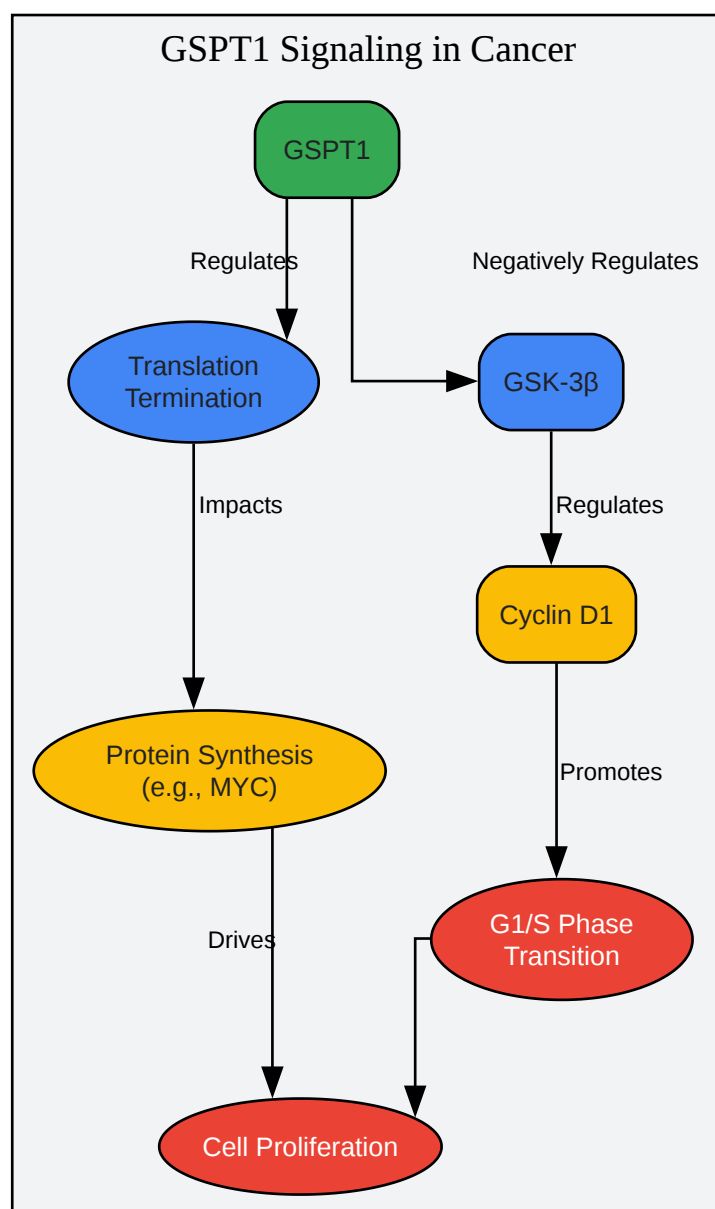 GSPT1 Signaling in Cancer
GSPT1
Regulates
Negatively Regulates
Translation
Termination
GSK-3β
Impacts
Regulates
Cyclin D1
Protein Synthesis
(e.g., MYC)
Promotes
Drives
G1/S Phase
Transition
Cell Proliferation